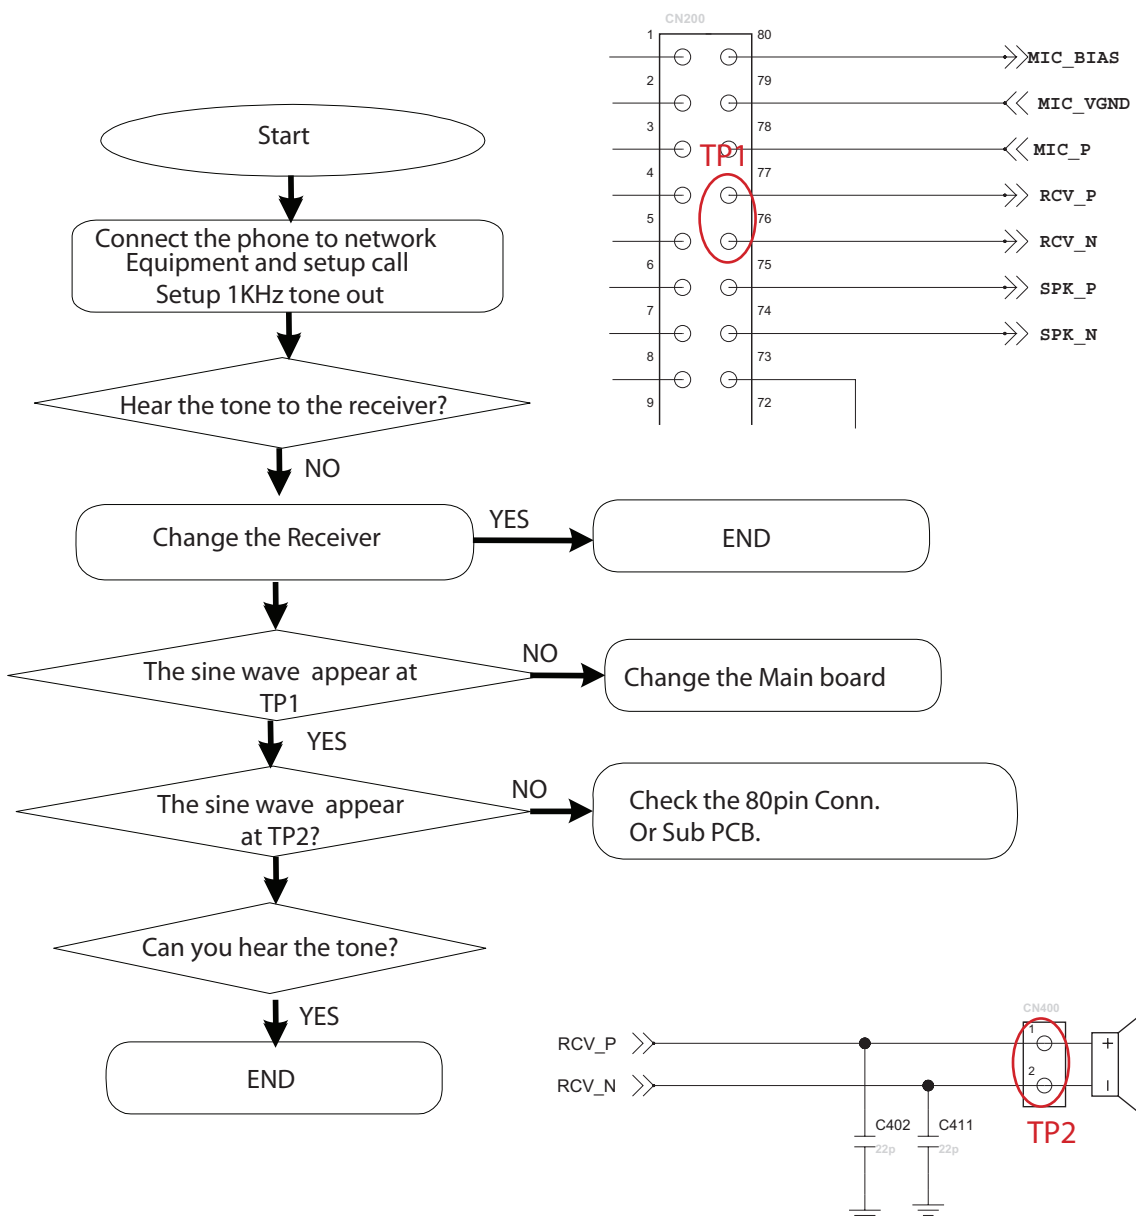 Start
Connect the phone to network
Equipment and setup call
Setup 1KHz tone out
Hear the tone to the receiver?
NO
Change the Receiver
YES
END
The sine wave appear at
TP1
NO
Change the Main board
YES
The sine wave appear
at TP2?
NO
Check the 80pin Conn.
Or Sub PCB.
Can you hear the tone?
YES
END
CN200
1
80
MIC_BIAS
2
79
MIC_VGND
3
78
MIC_P
TP1
4
77
RCV_P
5
76
RCV_N
6
75
SPK_P
7
74
SPK_N
8
73
9
72
CN400
RCV_P
1
+
RCV_N
2
TP2
C402
22p
C411
22p